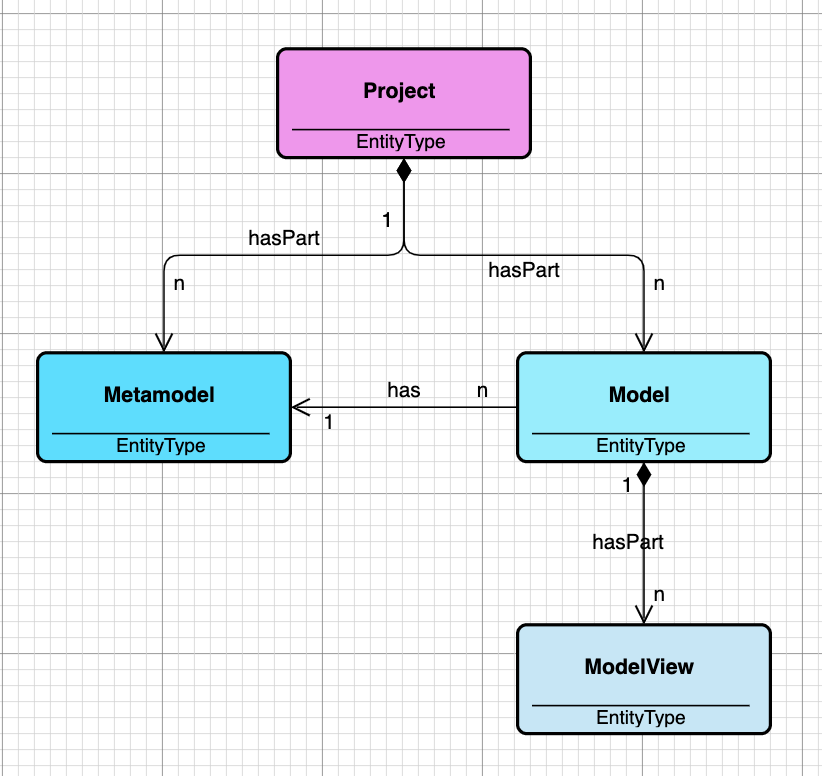 Project
EntityType
1
hasPart
hasPart
n
n
Metamodel
EntityType
has
n
1
Model
EntityType
1
hasPart
n
ModelView
EntityType